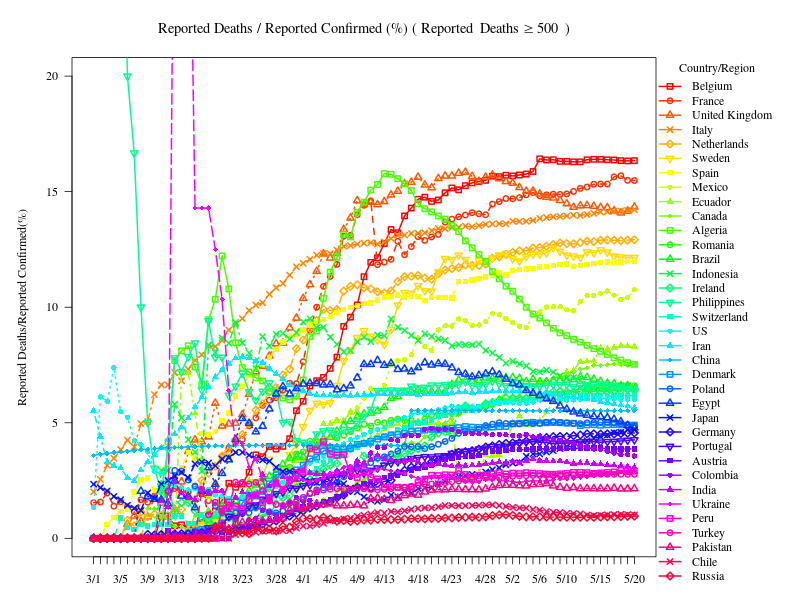 Reported Deaths / Reported Confirmed (%) ( Reported Deaths ≥ 500 )
Reported Deaths/Reported Confirmed(%)
20
15
10
5
0
3/1 3/5 3/9 3/13 3/18 3/23 3/28 4/1 4/5 4/9 4/13 4/18 4/23 4/28 5/2 5/6 5/10 5/15 5/20
Country/Region
Belgium
France
United Kingdom
Italy
Netherlands
Sweden
Spain
Mexico
Ecuador
Canada
Algeria
Romania
Brazil
Indonesia
Ireland
Philippines
Switzerland
US
Iran
China
Denmark
Poland
Egypt
Japan
Germany
Portugal
Austria
Colombia
India
Ukraine
Peru
Turkey
Pakistan
Chile
Russia